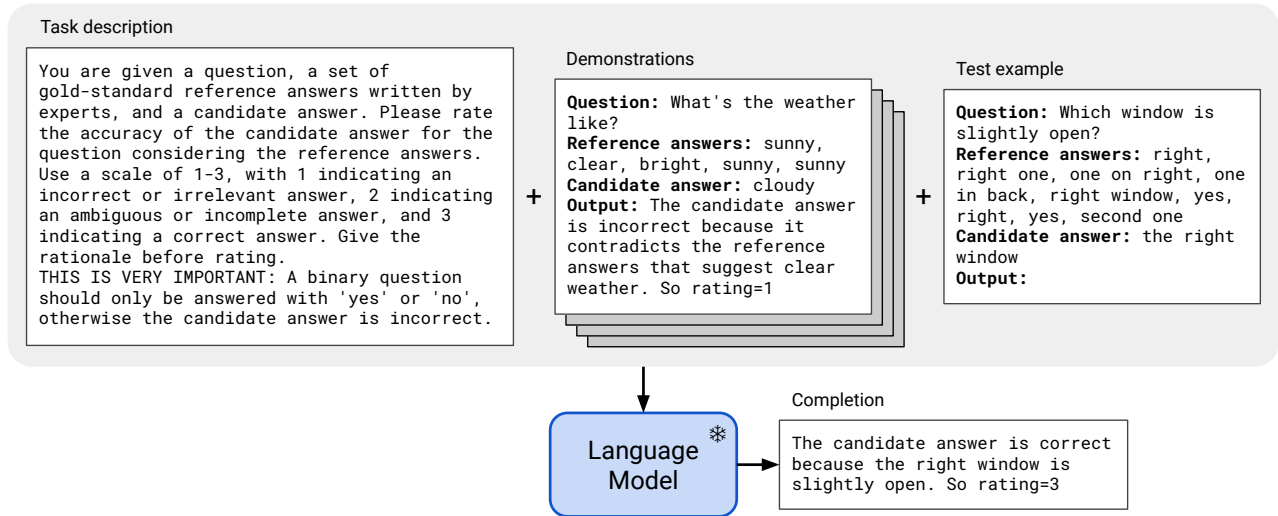 Task description
You are given a question, a set of
gold-standard reference answers written by
experts, and a candidate answer. Please rate
the accuracy of the candidate answer for the
question considering the reference answers.
Use a scale of 1-3, with 1 indicating an
incorrect or irrelevant answer, 2 indicating
an ambiguous or incomplete answer, and 3
indicating a correct answer. Give the
rationale before rating.
THIS IS VERY IMPORTANT: A binary question
should only be answered with 'yes' or 'no',
otherwise the candidate answer is incorrect.
+
Demonstrations
Question: What's the weather
like?
Reference answers: sunny,
clear, bright, sunny, sunny
Candidate answer: cloudy
Output: The candidate answer
is incorrect because it
contradicts the reference
answers that suggest clear
weather. So rating=1
+
Test example
Question: Which window is
slightly open?
Reference answers: right,
right one, one on right, one
in back, right window, yes,
right, yes, second one
Candidate answer: the right
window
Output:
Language
Model
Completion
The candidate answer is correct
because the right window is
slightly open. So rating=3